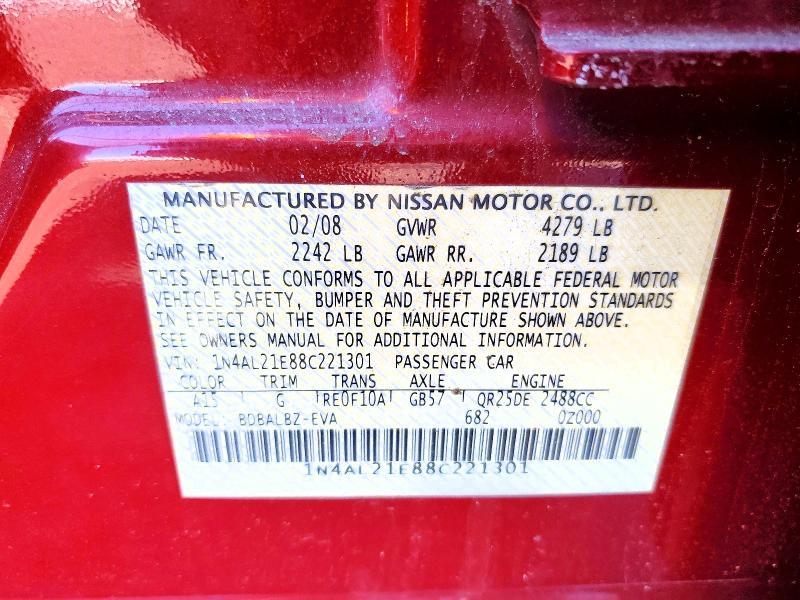 MANUFACTURED BY NISSAN MOTOR CO., LTD.
DATE 02/08 GVWR 4279 LB
GAWR FR. 2242 LB GAWR RR. 2189 LB
THIS VEHICLE CONFORMS TO ALL APPLICABLE FEDERAL MOTOR
VEHICLE SAFETY, BUMPER AND THEFT PREVENTION STANDARDS
IN EFFECT ON THE DATE OF MANUFACTURE SHOWN ABOVE.
SEE OWNERS MANUAL FOR ADDITIONAL INFORMATION.
VIN: 1N4AL21E88C221301 PASSENGER CAR
COLOR TRIM TRANS AXLE ENGINE
A15 G RE0F10A GB57 QR25DE 2488CC
MODEL: BDBALBZ-EVA 682 0Z000
1N4AL21E88C221301